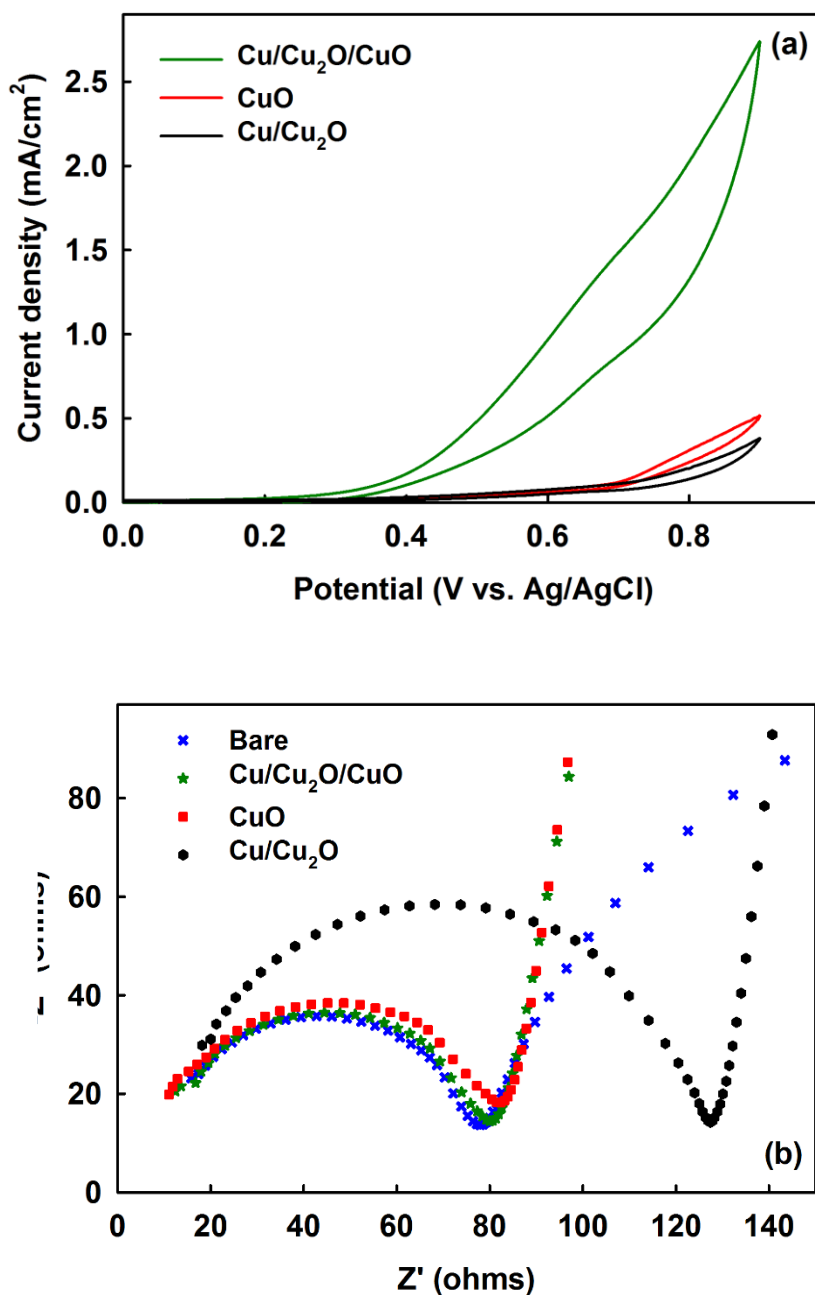 (a)
Cu/Cu₂O/CuO
CuO
Cu/Cu₂O
Current density (mA/cm²)
2.5
2.0
1.5
1.0
0.5
0.0
0.0 0.2 0.4 0.6 0.8
Potential (V vs. Ag/AgCl)
Bare
Cu/Cu₂O/CuO
CuO
Cu/Cu₂O
80
60
40
20
0
(b)
0 20 40 60 80 100 120 140
Z' (ohms)